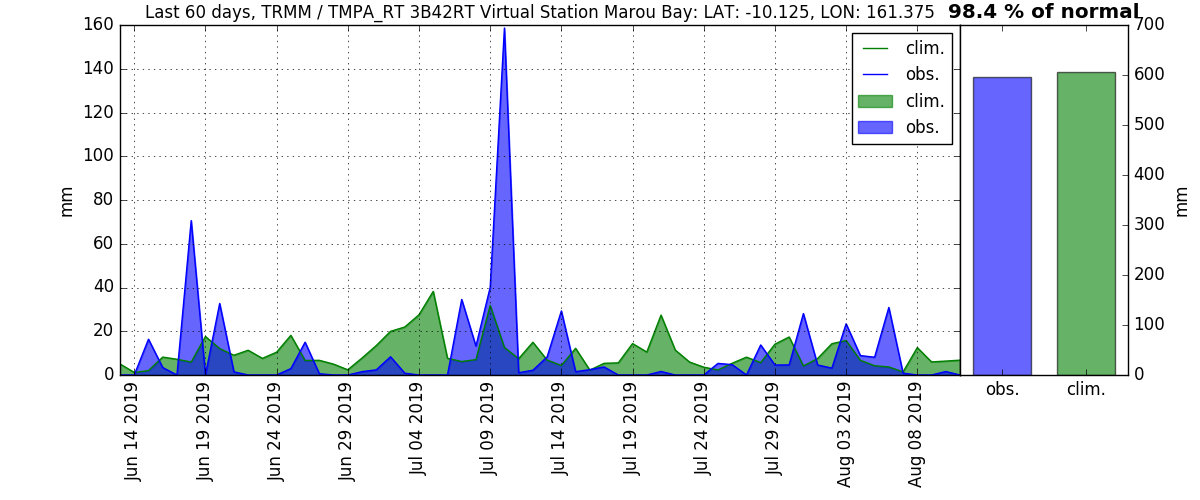 Last 60 days, TRMM / TMPA_RT 3B42RT Virtual Station Marou Bay: LAT: -10.125, LON: 161.375 98.4 % of normal
160
140
120
100
80
60
40
20
0
mm
clim.
obs.
clim.
obs.
700
600
500
400
300
200
100
0
mm
Jun 14 2019
Jun 19 2019
Jun 24 2019
Jun 29 2019
Jul 04 2019
Jul 09 2019
Jul 14 2019
Jul 19 2019
Jul 24 2019
Jul 29 2019
Aug 03 2019
Aug 08 2019
obs.
clim.